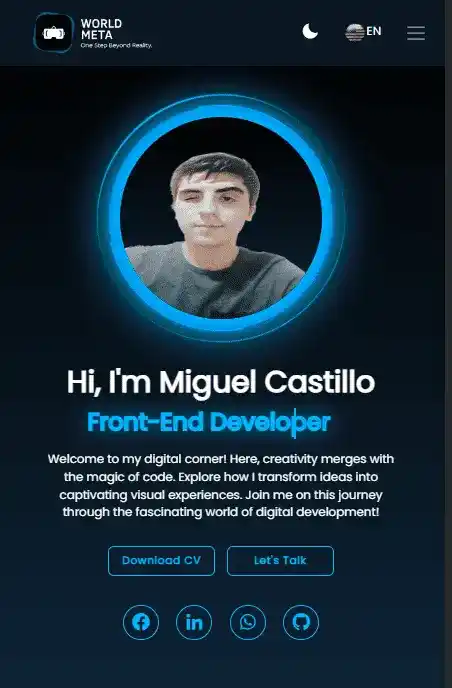 WORLD
META
One Step Beyond Reality.
EN
Hi, I'm Miguel Castillo
Front-End Developer
Welcome to my digital corner! Here, creativity merges with
the magic of code. Explore how I transform ideas into
captivating visual experiences. Join me on this journey
through the fascinating world of digital development!
Download CV
Let's Talk